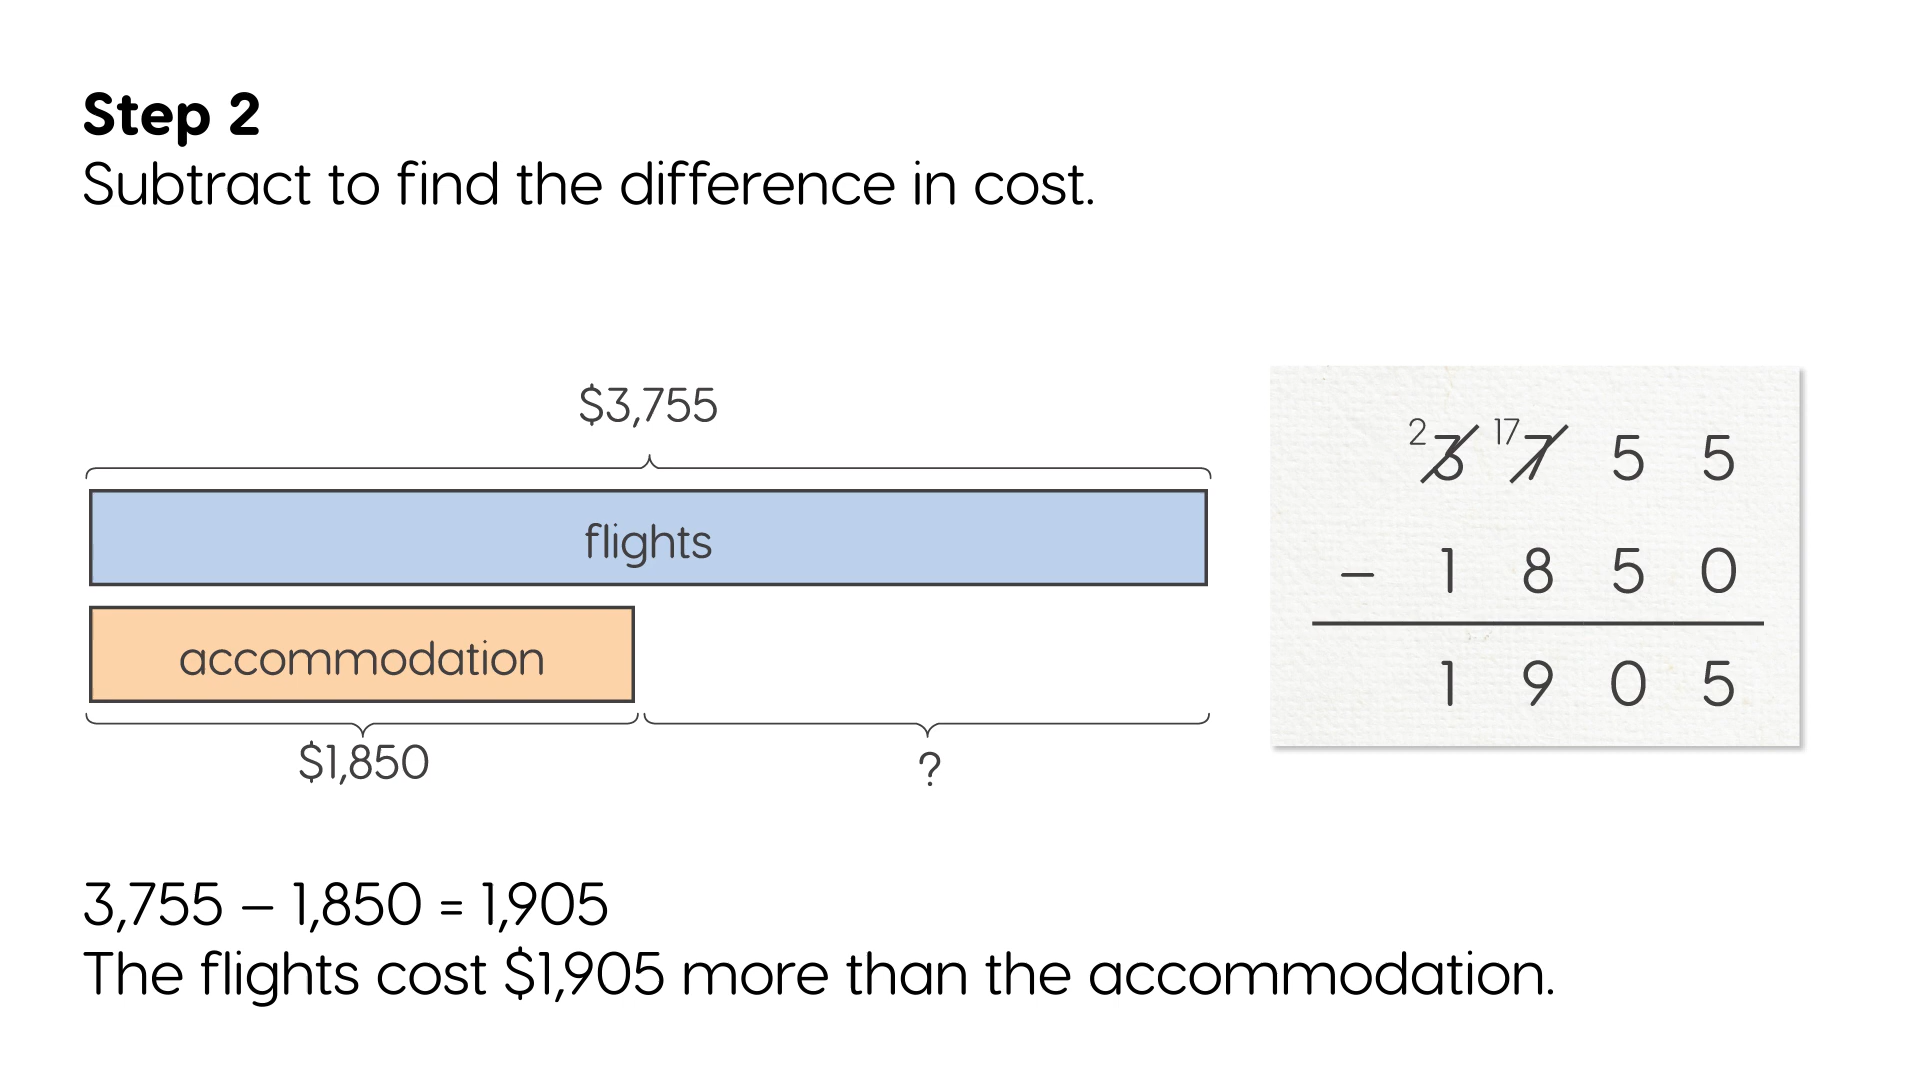 Step 2
Subtract to find the difference in cost.
$3,755
flights
accommodation
$1,850
?
2 3 17 7 5 5
– 1 8 5 0
1 9 0 5
3,755 – 1,850 = 1,905
The flights cost $1,905 more than the accommodation.